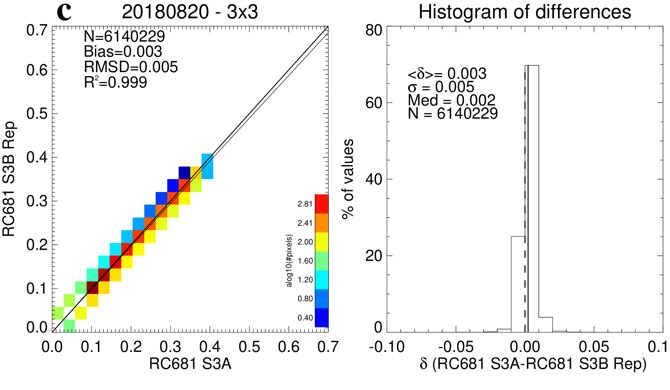 c 20180820 - 3x3
N=6140229
Bias=0.003
RMSD=0.005
R²=0.999
0.7
0.6
0.5
0.4
0.3
0.2
0.1
0.0
RC681 S3B Rep
0.0 0.1 0.2 0.3 0.4 0.5 0.6 0.7
RC681 S3A
alog10(#pixels)
2.81
2.41
2.00
1.60
1.20
0.80
0.40
Histogram of differences
<δ>= 0.003
σ = 0.005
Med = 0.002
N = 6140229
80
60
40
20
0
% of values
-0.10 -0.05 0.00 0.05 0.1
δ (RC681 S3A-RC681 S3B Rep)